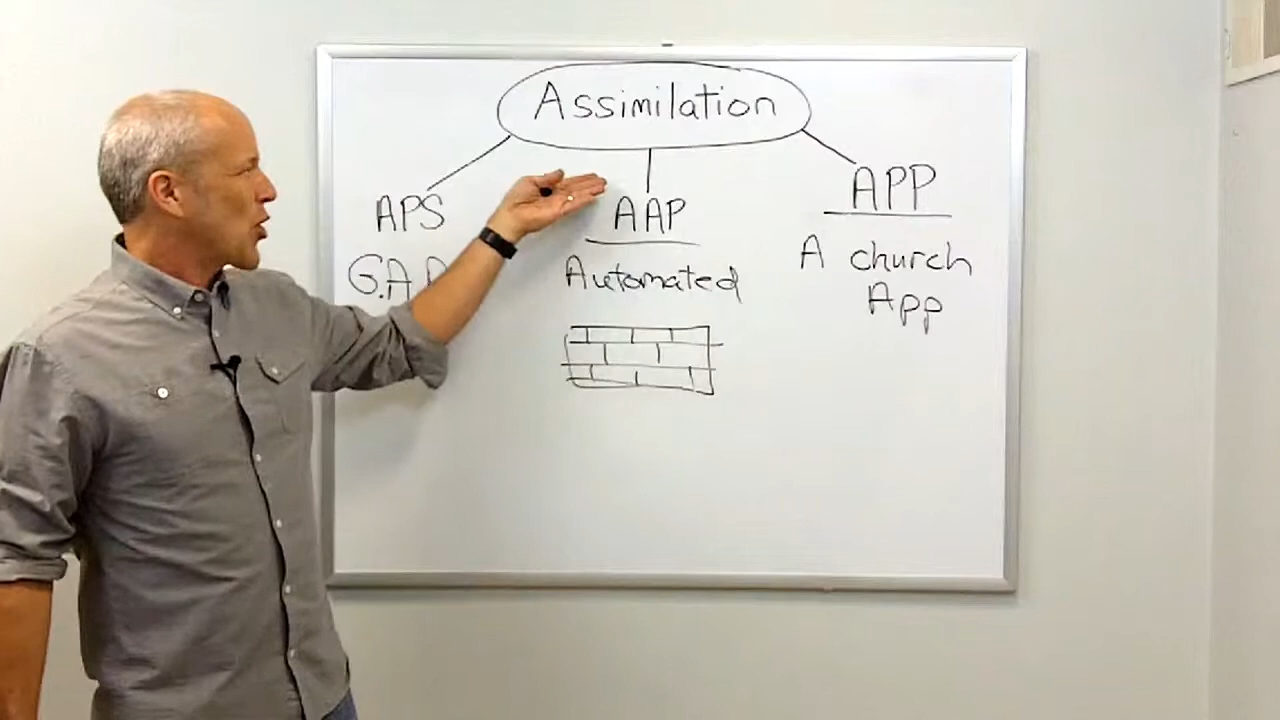 Assimilation
APS
AAP
Automated
APP
A church
App